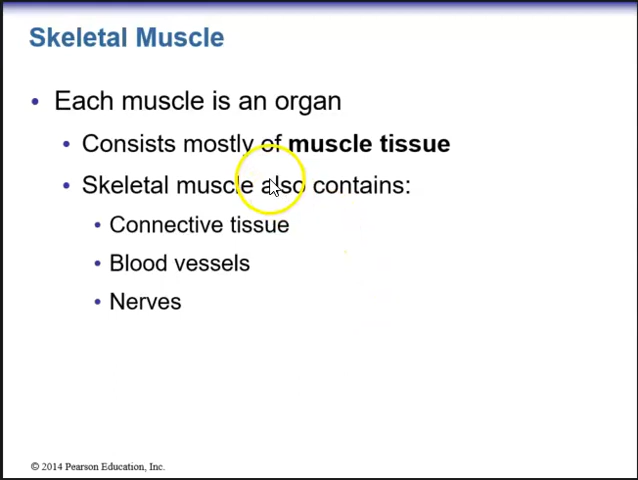 Skeletal Muscle
• Each muscle is an organ
• Consists mostly of muscle tissue
• Skeletal muscle also contains:
• Connective tissue
• Blood vessels
• Nerves
© 2014 Pearson Education, Inc.